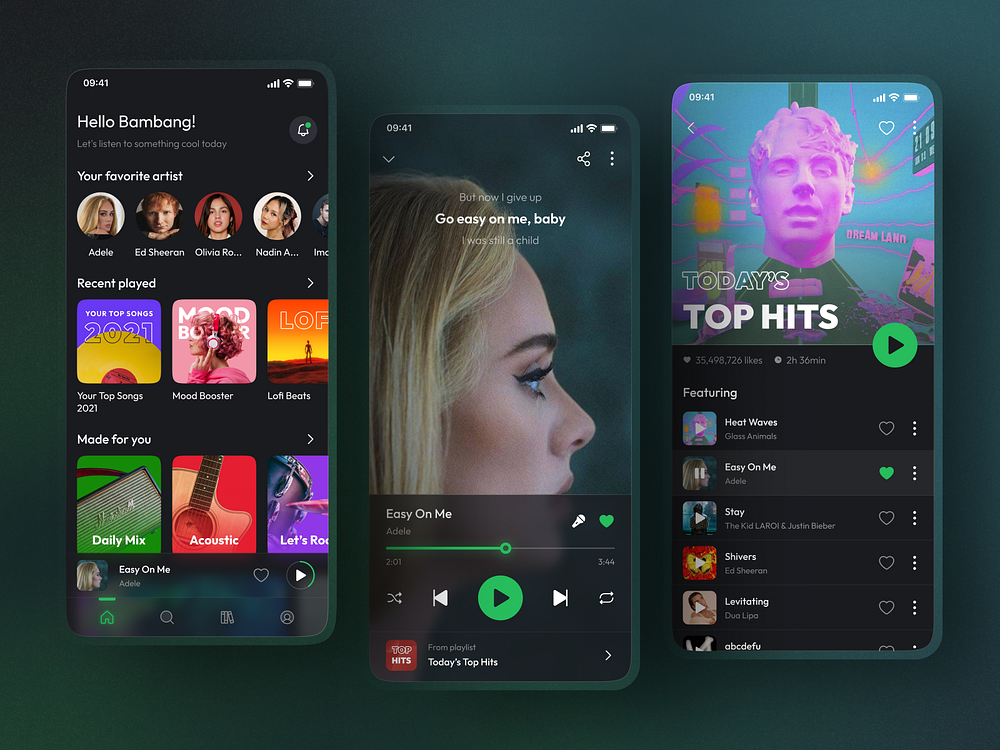 09:41
Hello Bambang!
Let's listen to something cool today
Your favorite artist
Adele
Ed Sheeran
Olivia Ro...
Nadin A...
Recent played
YOUR TOP SONGS
2021
MOOD
LOF
Your Top Songs
2021
Mood Booster
Lofi Beats
Made for you
Daily Mix
Acoustic
Let's Roc
Easy On Me
Adele
09:41
But now I give up
Go easy on me, baby
I was still a child
Easy On Me
Adele
2:01
3:44
TOP
HITS
From playlist
Today's Top Hits
09:41
DREAM LAND
TODAY'S
TOP HITS
35,498,726 likes
2h 36min
Featuring
Heat Waves
Glass Animals
Easy On Me
Adele
Stay
The Kid LAROI & Justin Bieber
Shivers
Ed Sheeran
Levitating
Dua Lipa
abcdefu